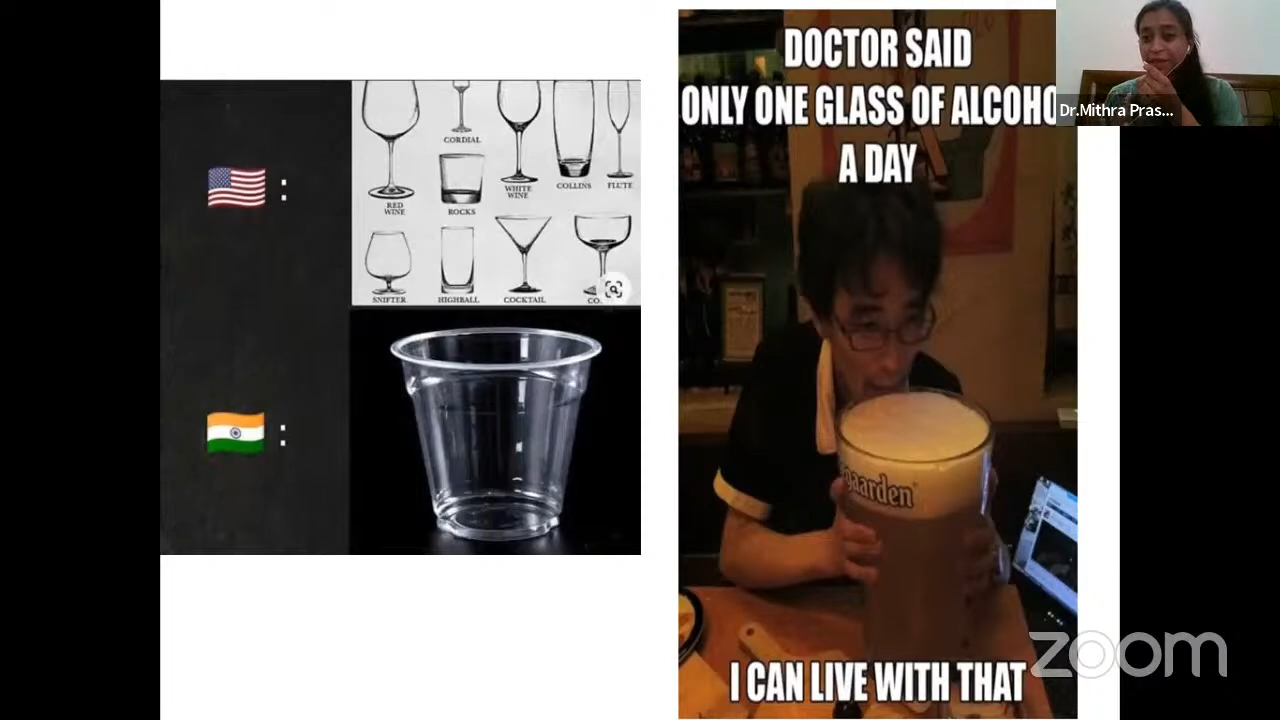 CORDIAL
RED
WINE
ROCKS
WHITE
WINE
COLLINS
FLUTE
SNIFTER
HIGHBALL
COCKTAIL
DOCTOR SAID
ONLY ONE GLASS OF ALCOHO
A DAY
gaarden
I CAN LIVE WITH THAT
Dr.Mithra Pras...
zoom